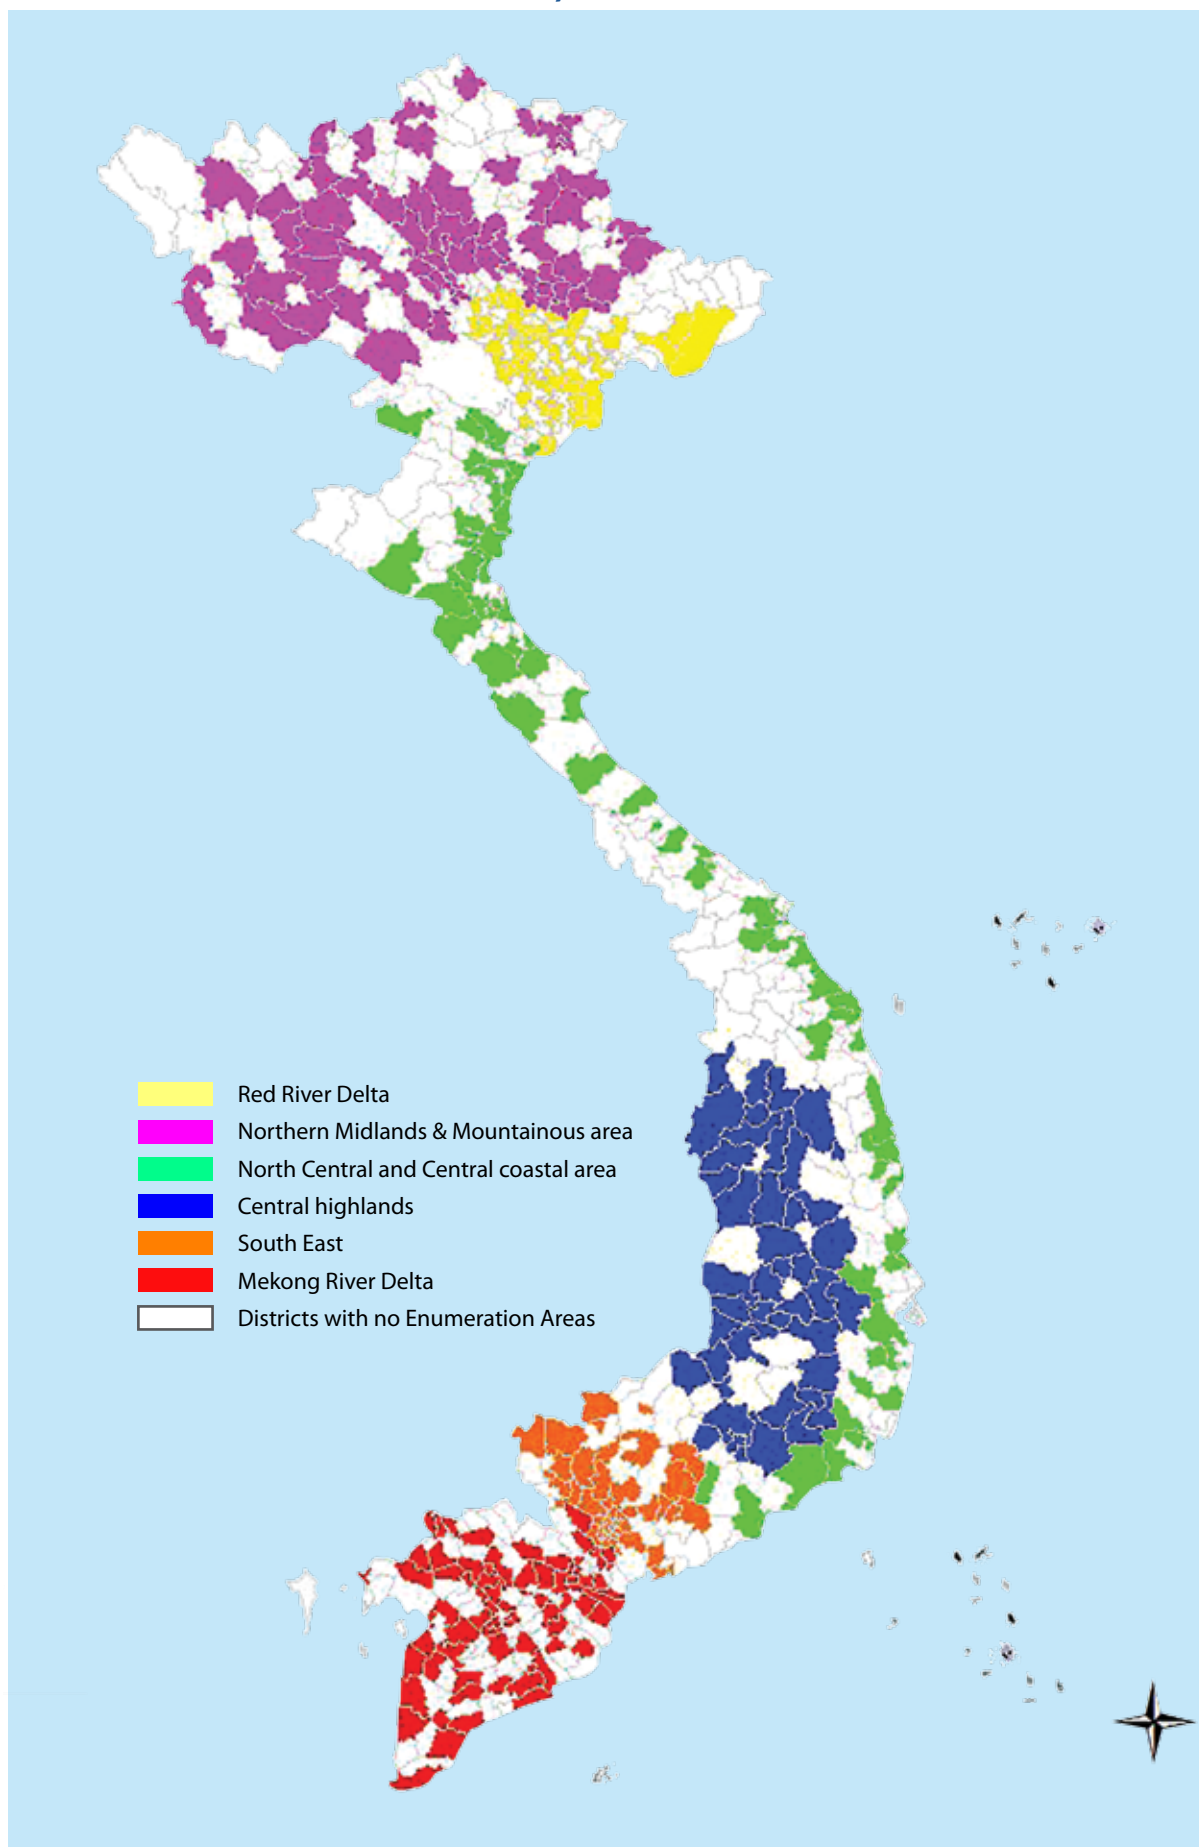 Red River Delta
Northern Midlands & Mountainous area
North Central and Central coastal area
Central highlands
South East
Mekong River Delta
Districts with no Enumeration Areas